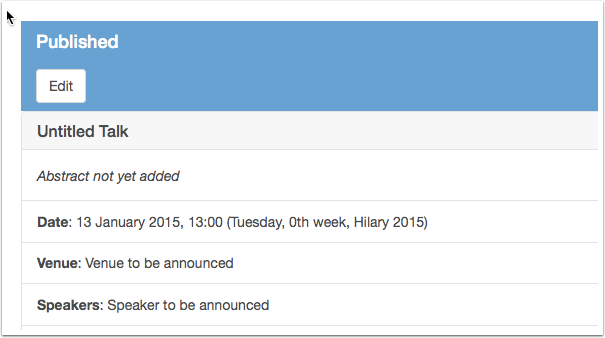 Published
Edit
Untitled Talk
Abstract not yet added
Date: 13 January 2015, 13:00 (Tuesday, 0th week, Hilary 2015)
Venue: Venue to be announced
Speakers: Speaker to be announced